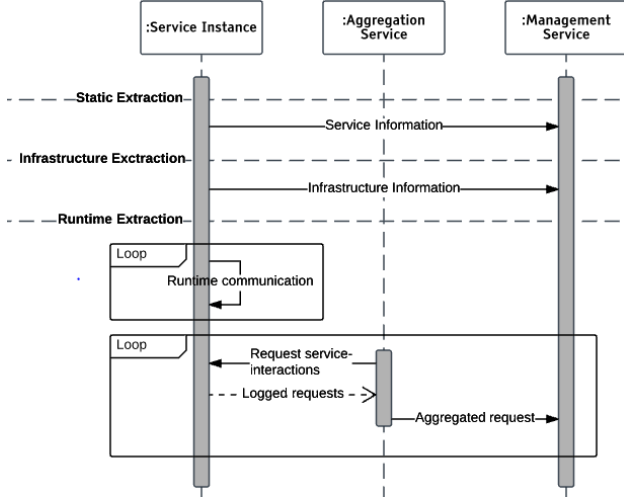 :Service Instance
:Aggregation
Service
:Management
Service
Static Extraction
Service Information
Infrastructure Exctraction
Infrastructure Information
Runtime Extraction
Loop
Runtime communication
Loop
Request service-
interactions
Logged requests
Aggregated request